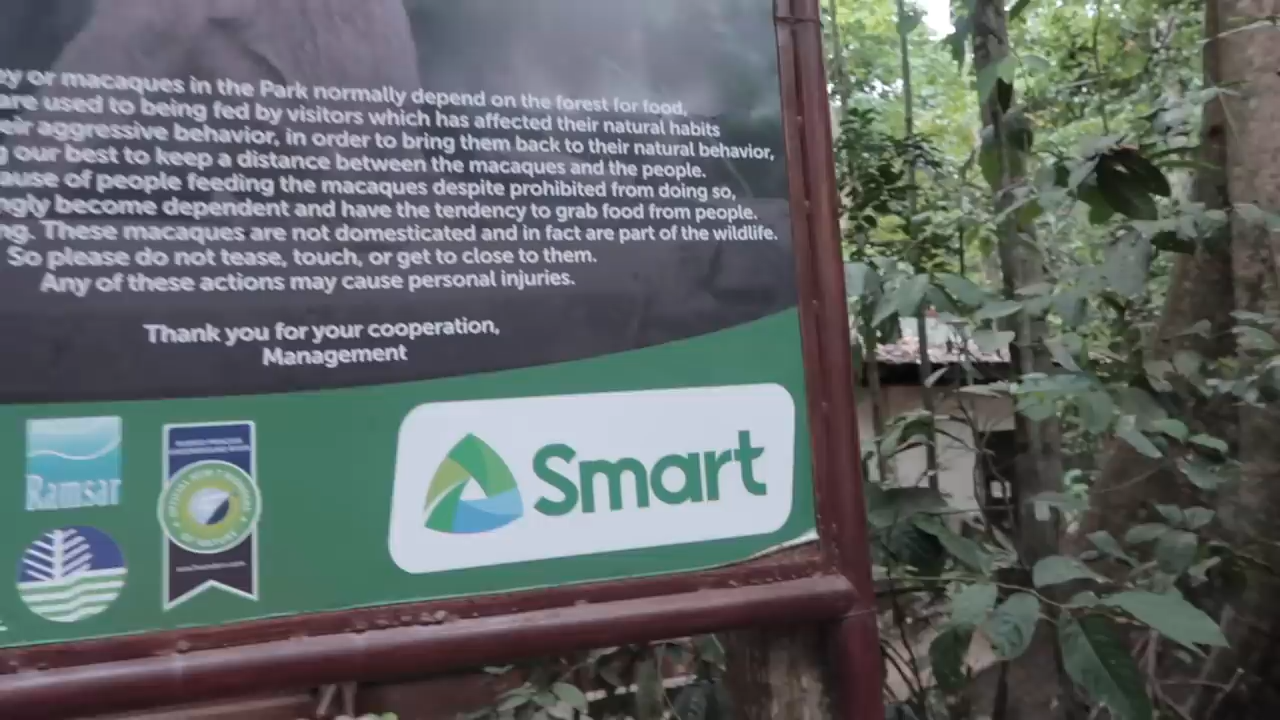 or macaques in the Park normally depend on the forest for food,
are used to being fed by visitors which has affected their natural habits
aggressive behavior, in order to bring them back to their natural behavior,
our best to keep a distance between the macaques and the people.
of people feeding the macaques despite prohibited from doing so,
become dependent and have the tendency to grab food from people.
These macaques are not domesticated and in fact are part of the wildlife.
So please do not tease, touch, or get to close to them.
Any of these actions may cause personal injuries.
Thank you for your cooperation,
Management
Ramsar
Smart